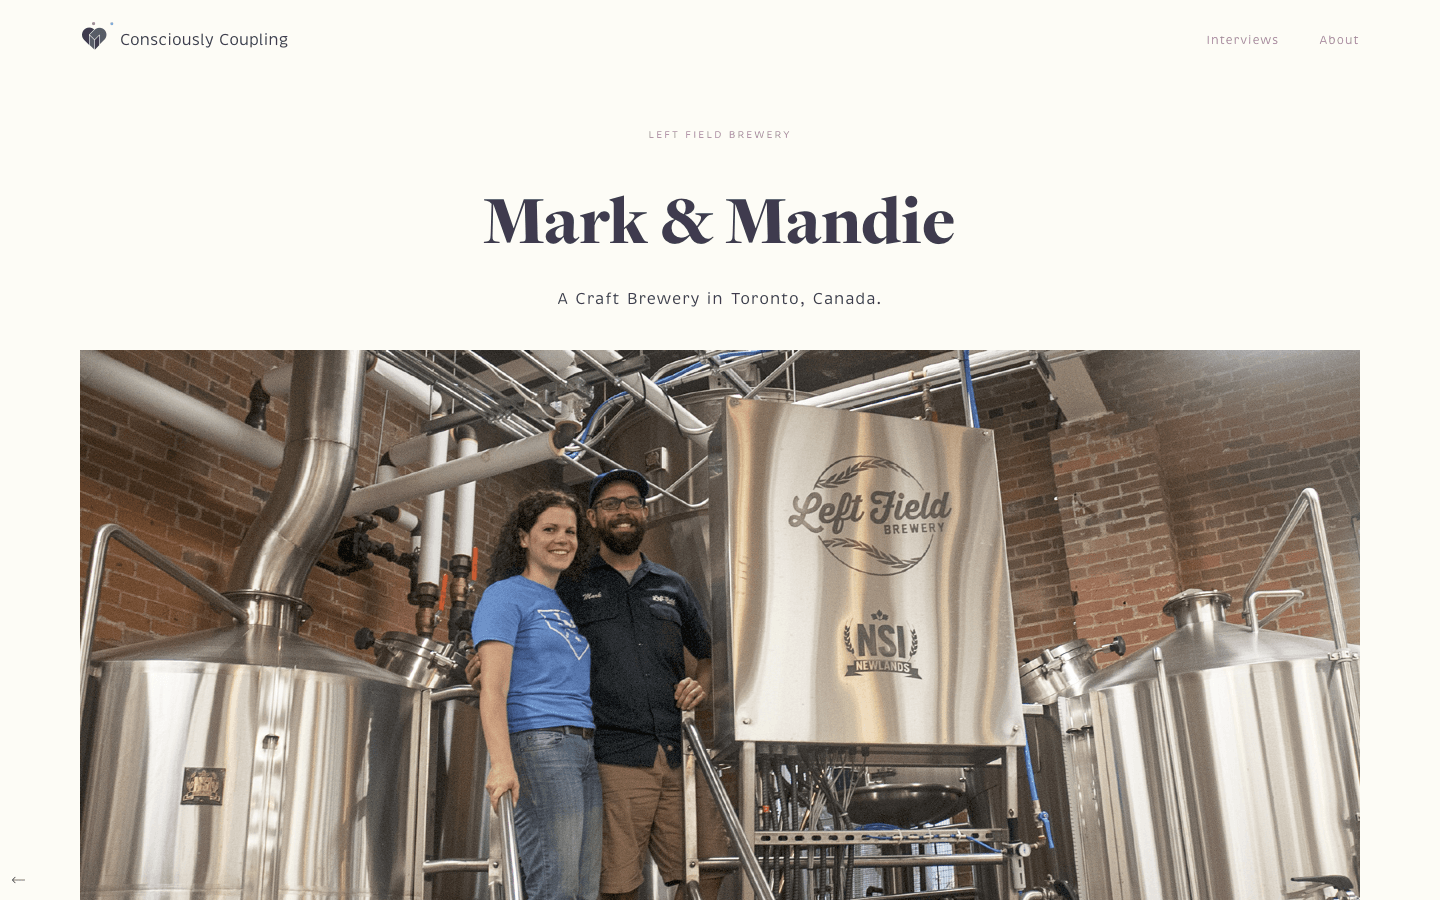 Consciously Coupling
Interviews
About
LEFT FIELD BREWERY
Mark & Mandie
A Craft Brewery in Toronto, Canada.
Left Field
BREWERY
Mark
NSI
NEWLANDS